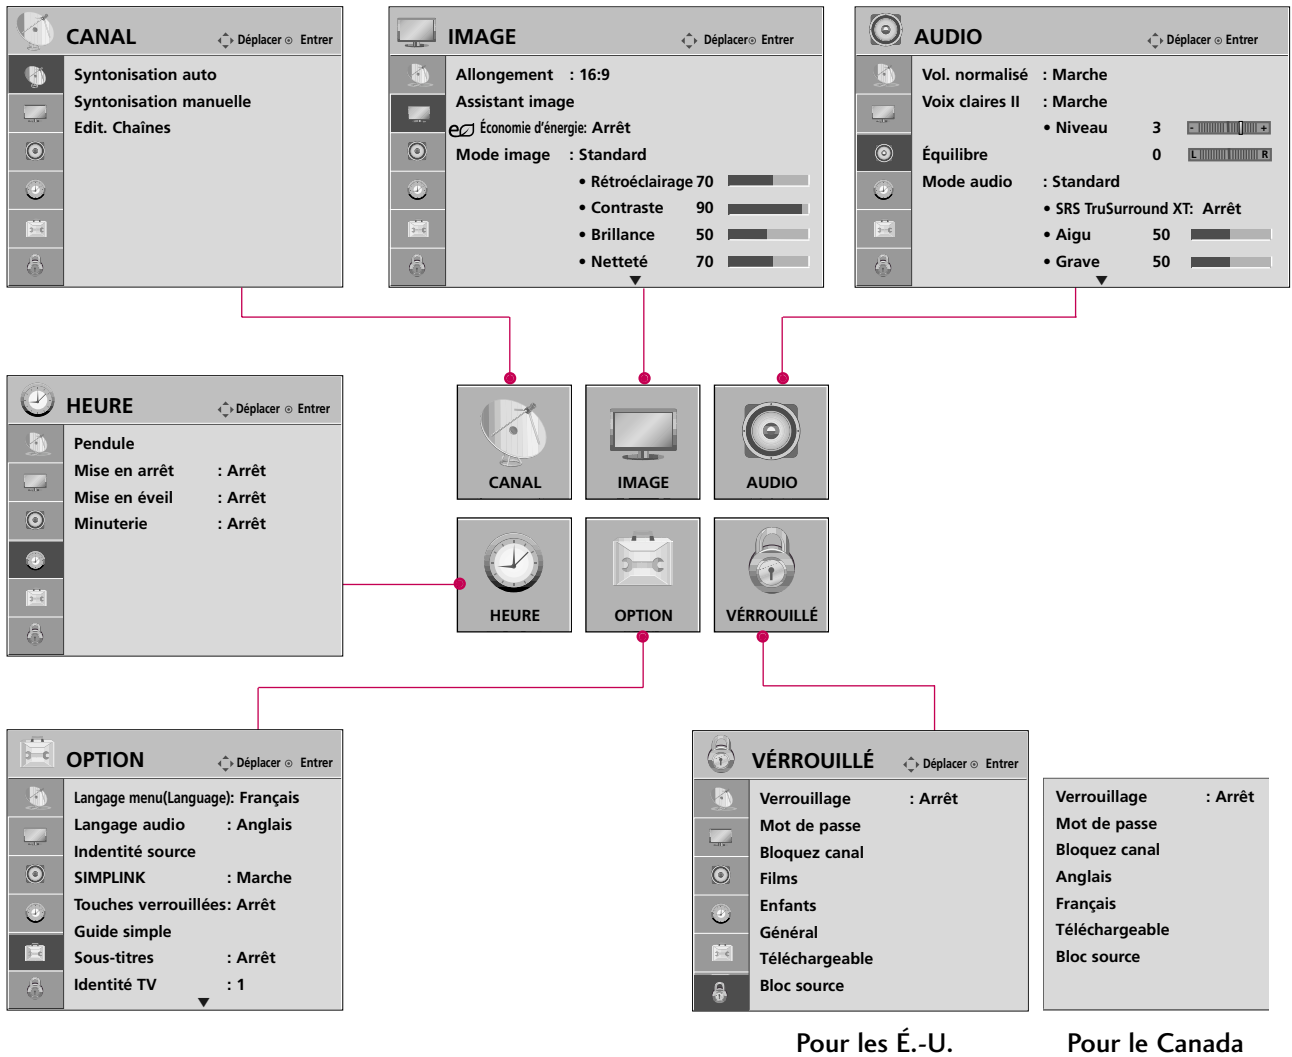 CANAL
Déplacer Entrer
Syntonisation auto
Syntonisation manuelle
Edit. Chaînes
IMAGE
Déplacer Entrer
Allongement : 16:9
Assistant image
Économie d'énergie: Arrêt
Mode image : Standard
• Rétroéclairage 70
• Contraste 90
• Brillance 50
• Netteté 70
AUDIO
Déplacer Entrer
Vol. normalisé : Marche
Voix claires II : Marche
• Niveau 3 - +
Équilibre 0 L R
Mode audio : Standard
• SRS TruSurround XT: Arrêt
• Aigu 50
• Grave 50
HEURE
Déplacer Entrer
Pendule
Mise en arrêt : Arrêt
Mise en éveil : Arrêt
Minuterie : Arrêt
CANAL
IMAGE
AUDIO
HEURE
OPTION
VÉRROUILLÉ
OPTION
Déplacer Entrer
Langage menu(Language): Français
Langage audio : Anglais
Indentité source
SIMPLINK : Marche
Touches verrouillées: Arrêt
Guide simple
Sous-titres : Arrêt
Identité TV : 1
VÉRROUILLÉ
Déplacer Entrer
Verrouillage : Arrêt
Mot de passe
Bloquez canal
Films
Enfants
Général
Téléchargeable
Bloc source
Verrouillage : Arrêt
Mot de passe
Bloquez canal
Anglais
Français
Téléchargeable
Bloc source
Pour les É.-U.
Pour le Canada